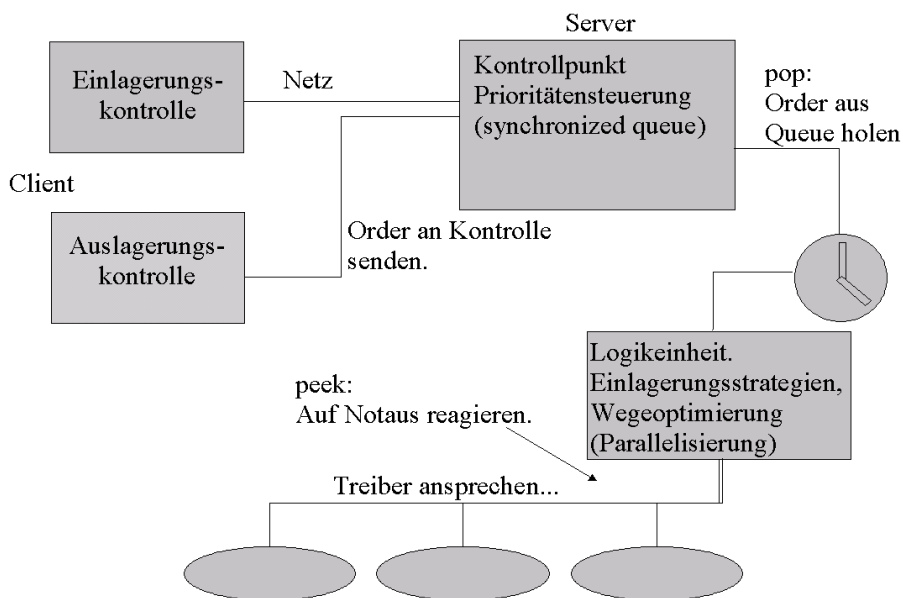 Server
Einlagerungs-
kontrolle
Netz
Kontrollpunkt
Prioritätensteuerung
(synchronized queue)
pop:
Order aus
Queue holen
Client
Auslagerungs-
kontrolle
Order an Kontrolle
senden.
Logikeinheit.
Einlagerungsstrategien,
Wegeoptimierung
(Parallelisierung)
peek:
Auf Notaus reagieren.
Treiber ansprechen...